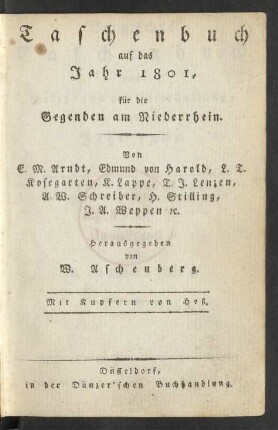 Taschenbuch
auf das
Jahr 1801,
für die
Gegenden am Niederrhein.
Von
E. M. Arndt, Edmund von Harold, L. T.
Kosegarten, K. Lappe, T. J. Lenzen,
A. W. Schreiber, H. Stilling,
J. A. Weppen ꝛc.
Herausgegeben
von
W. Aschenberg.
Mit Kupfern von Heß.
Düsseldorf,
in der Dänzer'schen Buchhandlung.